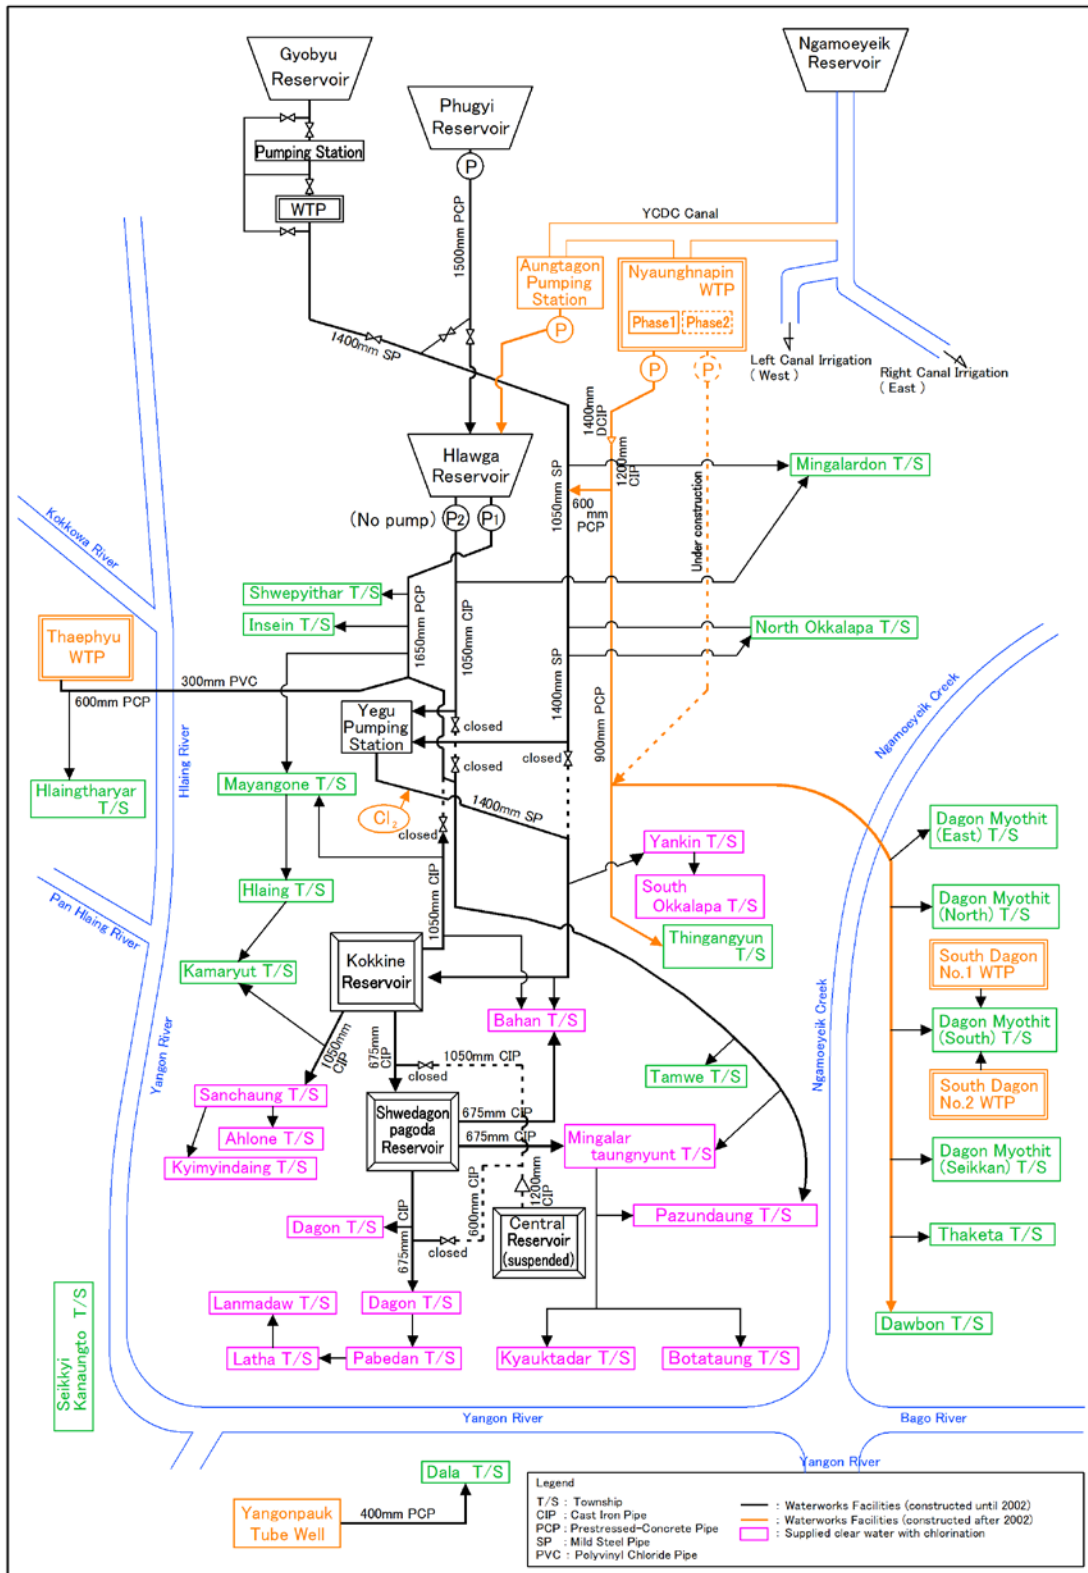 Gyobyu
Reservoir
Ngamoeyeik
Reservoir
Phugyi
Reservoir
Pumping Station
P
WTP
1500mm PCP
YCDC Canal
Aungtagon
Pumping
Station
Nyaunghnapin
WTP
Phase1
Phase2
P
P
P
1400mm SP
Left Canal Irrigation
( West )
Right Canal Irrigation
( East )
1400mm
DCIP
1200mm
CIP
Hlawga
Reservoir
Mingalardon T/S
1050mm SP
600
mm
PCP
(No pump)
P2
P1
Under construction
Kokkowa River
Shwepyithar T/S
Insein T/S
1650mm PCP
1050mm CIP
North Okkalapa T/S
Thaephyu
WTP
300mm PVC
600mm PCP
1400mm SP
900mm PCP
Yegu
Pumping
Station
closed
closed
closed
Ngamoeyeik Creek
Hlaing River
Hlaingtharyar
T/S
Mayangone T/S
Cl2
1400mm SP
closed
Dagon Myothit
(East) T/S
Yankin T/S
South
Okkalapa T/S
1050mm CIP
Hlaing T/S
Dagon Myothit
(North) T/S
Pan Hlaing River
Thingangyun
T/S
Kokkine
Reservoir
South Dagon
No.1 WTP
Kamaryut T/S
Bahan T/S
Dagon Myothit
(South) T/S
Yangon River
1050mm
CIP
675mm
CIP
1050mm CIP
closed
Ngamoeyeik Creek
Tamwe T/S
South Dagon
No.2 WTP
Sanchaung T/S
Shwedagon
pagoda
Reservoir
675mm CIP
Ahlone T/S
675mm CIP
Mingalar
taungnyunt T/S
Dagon Myothit
(Seikkan) T/S
Kyimyindaing T/S
600mm CIP
1200mm
CIP
Dagon T/S
675mm CIP
closed
Central
Reservoir
(suspended)
Pazundaung T/S
Thaketa T/S
Lanmadaw T/S
Dagon T/S
Dawbon T/S
Seikkyi
Kanaungto T/S
Latha T/S
Pabedan T/S
Kyauktadar T/S
Botataung T/S
Yangon River
Bago River
Yangon River
Dala T/S
Yangonpauk
Tube Well
400mm PCP
Legend
T/S : Township
CIP : Cast Iron Pipe
PCP : Prestressed-Concrete Pipe
SP : Mild Steel Pipe
PVC : Polyvinyl Chloride Pipe
: Waterworks Facilities (constructed until 2002)
: Waterworks Facilities (constructed after 2002)
: Supplied clear water with chlorination